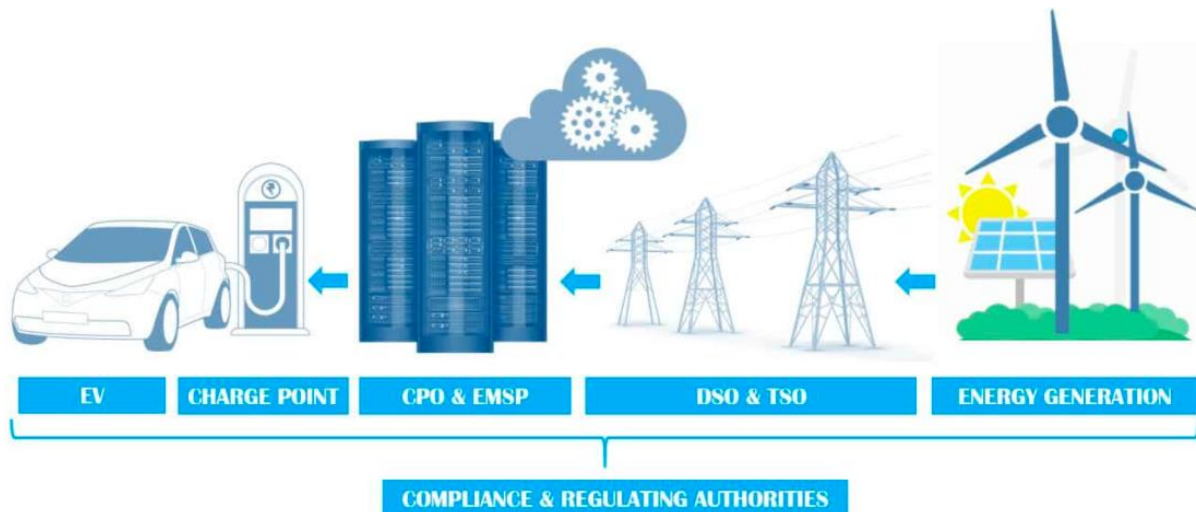 ₹
EV
CHARGE POINT
CPO & EMSP
DSO & TSO
ENERGY GENERATION
COMPLIANCE & REGULATING AUTHORITIES